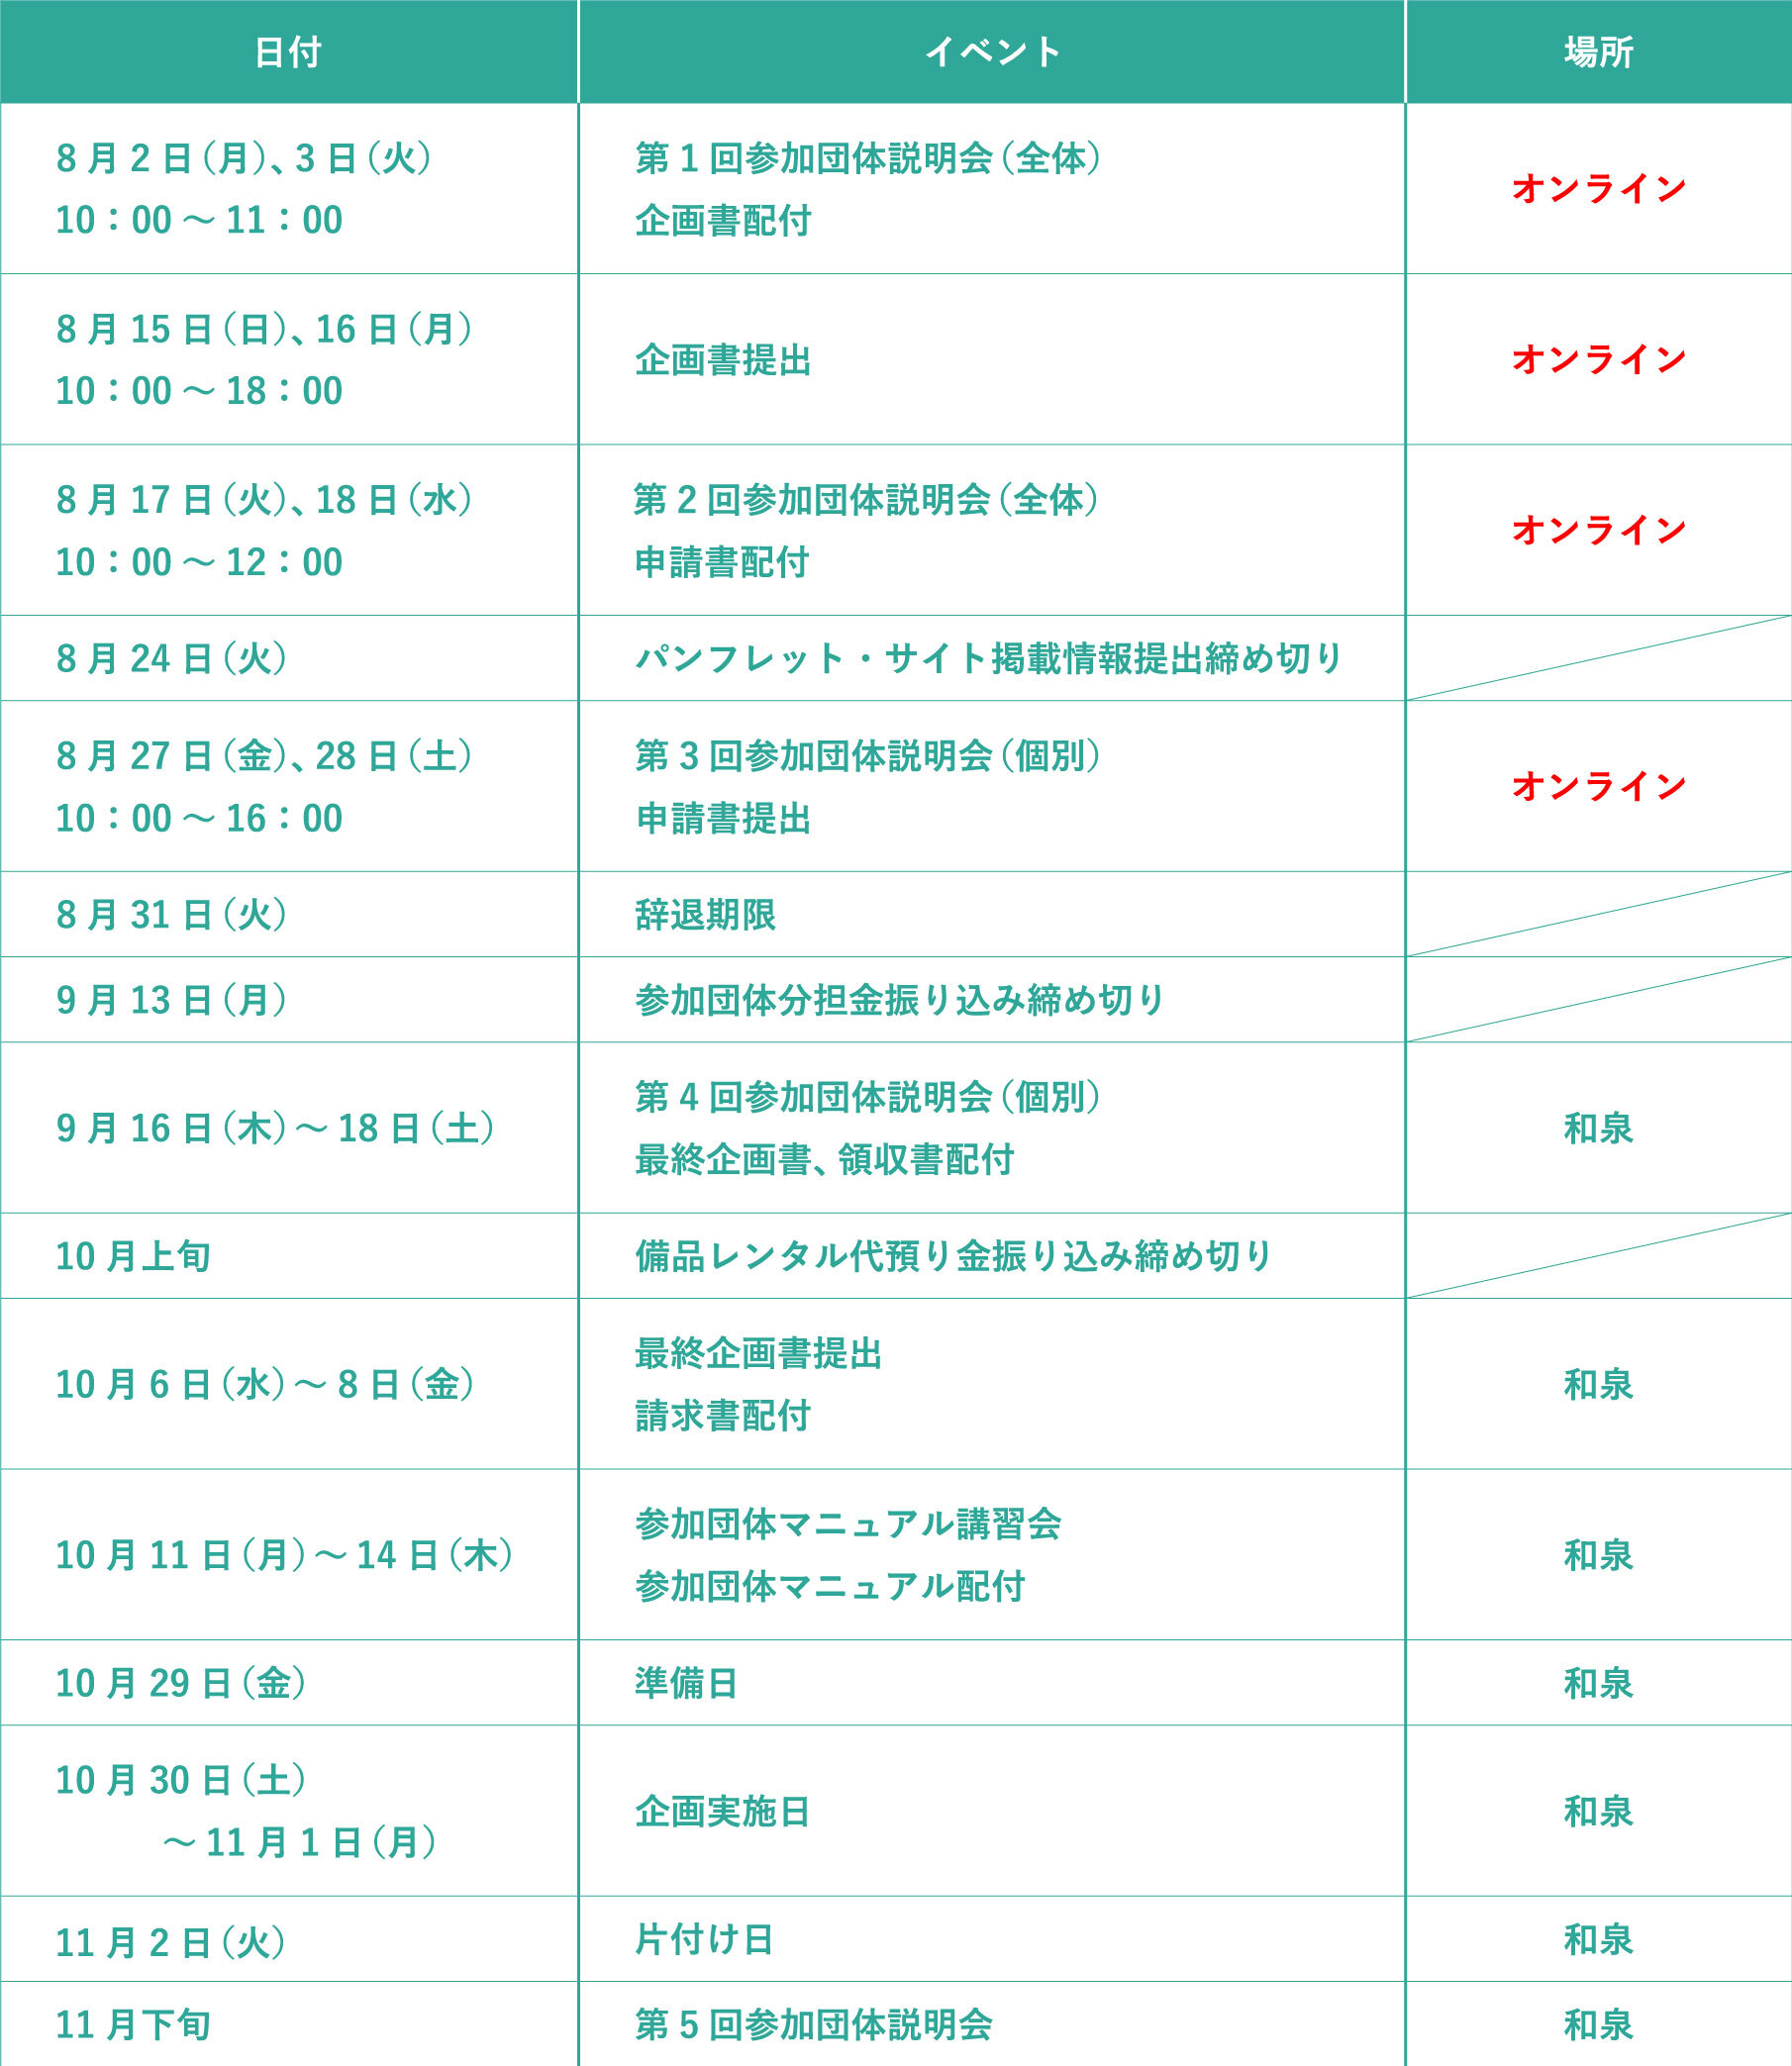 日付 イベント 場所
8月2日（月）、3日（火）
10：00～11：00
第1回参加団体説明会（全体）
企画書配付
オンライン
8月15日（日）、16日（月）
10：00～18：00
企画書提出
オンライン
8月17日（火）、18日（水）
10：00～12：00
第2回参加団体説明会（全体）
申請書配付
オンライン
8月24日（火）
パンフレット・サイト掲載情報提出締め切り
8月27日（金）、28日（土）
10：00～16：00
第3回参加団体説明会（個別）
申請書提出
オンライン
8月31日（火）
辞退期限
9月13日（月）
参加団体分担金振り込み締め切り
9月16日（木）～18日（土）
第4回参加団体説明会（個別）
最終企画書、領収書配付
和泉
10月上旬
備品レンタル代預り金振り込み締め切り
10月6日（水）～8日（金）
最終企画書提出
請求書配付
和泉
10月11日（月）～14日（木）
参加団体マニュアル講習会
参加団体マニュアル配付
和泉
10月29日（金）
準備日
和泉
10月30日（土）
～11月1日（月）
企画実施日
和泉
11月2日（火）
片付け日
和泉
11月下旬
第5回参加団体説明会
和泉